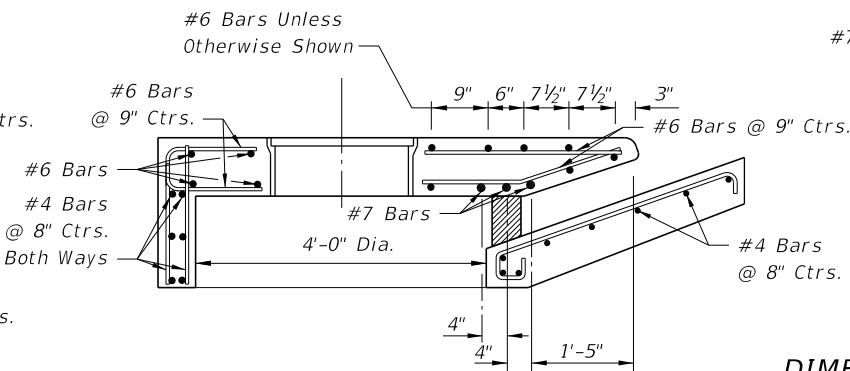 #6 Bars Unless
Otherwise Shown
#7
9" 6" 7½" 7½" 3"
#6 Bars
@ 9" Ctrs.
trs.
#6 Bars @ 9" Ctrs.
#6 Bars
#7 Bars
#4 Bars
@ 8" Ctrs.
Both Ways
4'-0" Dia.
#4 Bars
@ 8" Ctrs.
s.
4"
4"
1'-5"